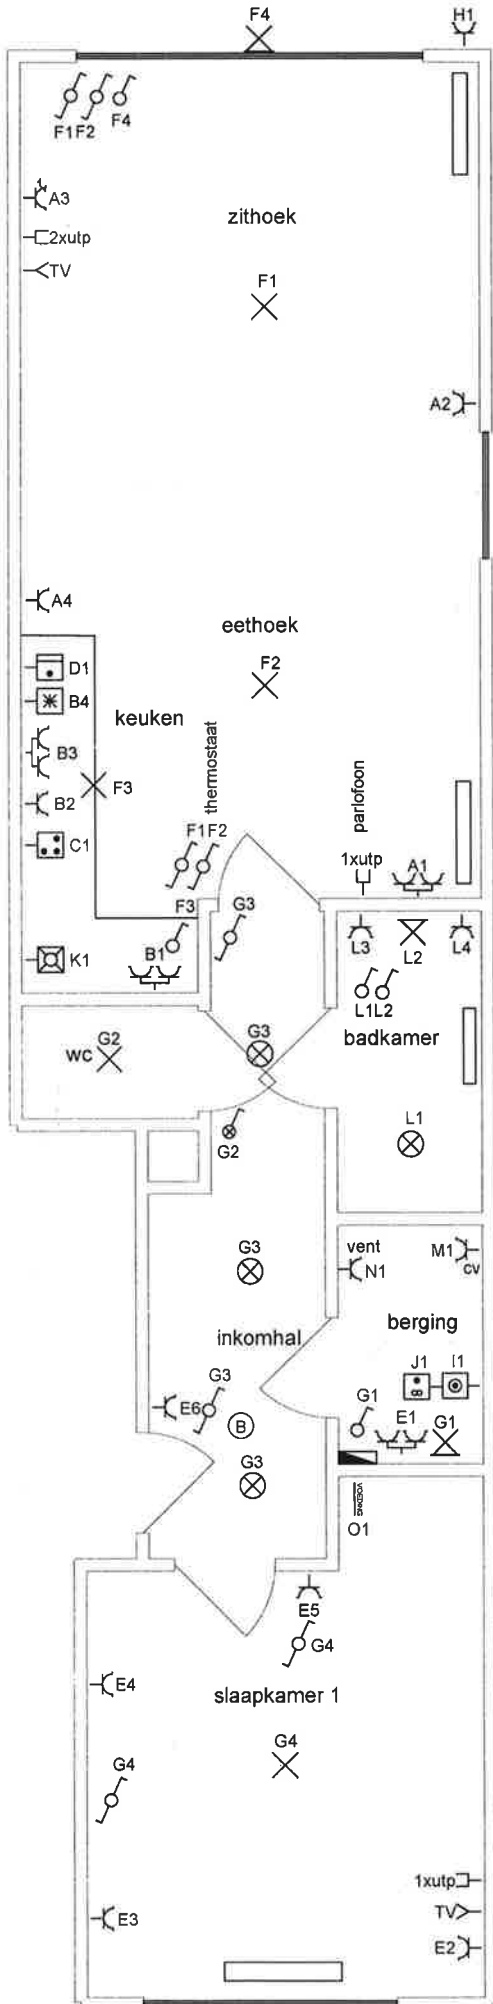 F4
H1
F1 F2 F4
A3
zithoek
2xutp
TV
F1
A2
A4
eethoek
D1
F2
B4
keuken
thermostaat
B3
parlofoon
F3
B2
F1 F2
C1
1xutp
A1
F3
G3
B1
L3
L2
L4
K1
L1 L2
G3
badkamer
G2
wc
L1
G2
G3
vent
M1
N1
cv
berging
inkomhal
J1
I1
G3
G1
E6
E1
G1
B
G3
VOEDING
O1
E5
G4
E4
slaapkamer 1
G4
G4
1xutp
TV
E3
E2